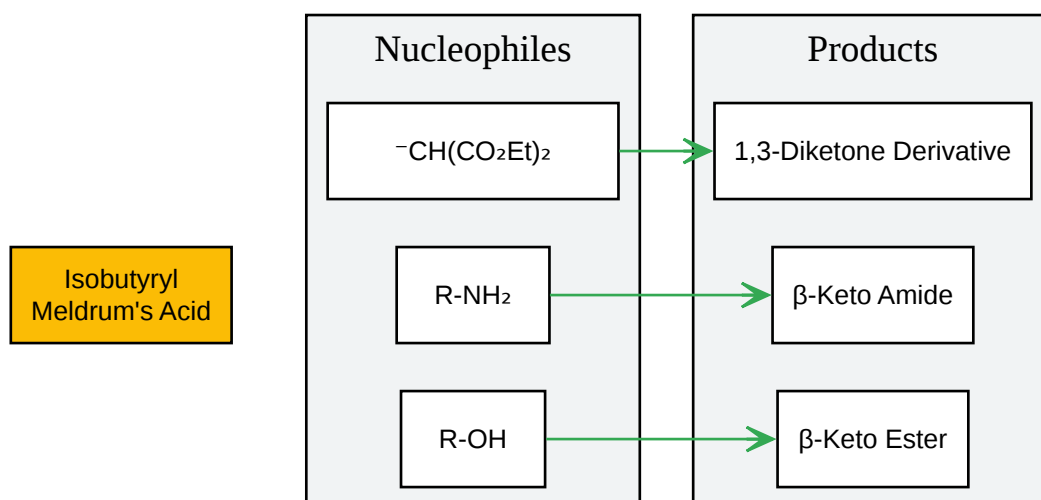 Nucleophiles
Products
⁻CH(CO₂Et)₂
1,3-Diketone Derivative
Isobutyryl
Meldrum's Acid
R-NH₂
β-Keto Amide
R-OH
β-Keto Ester